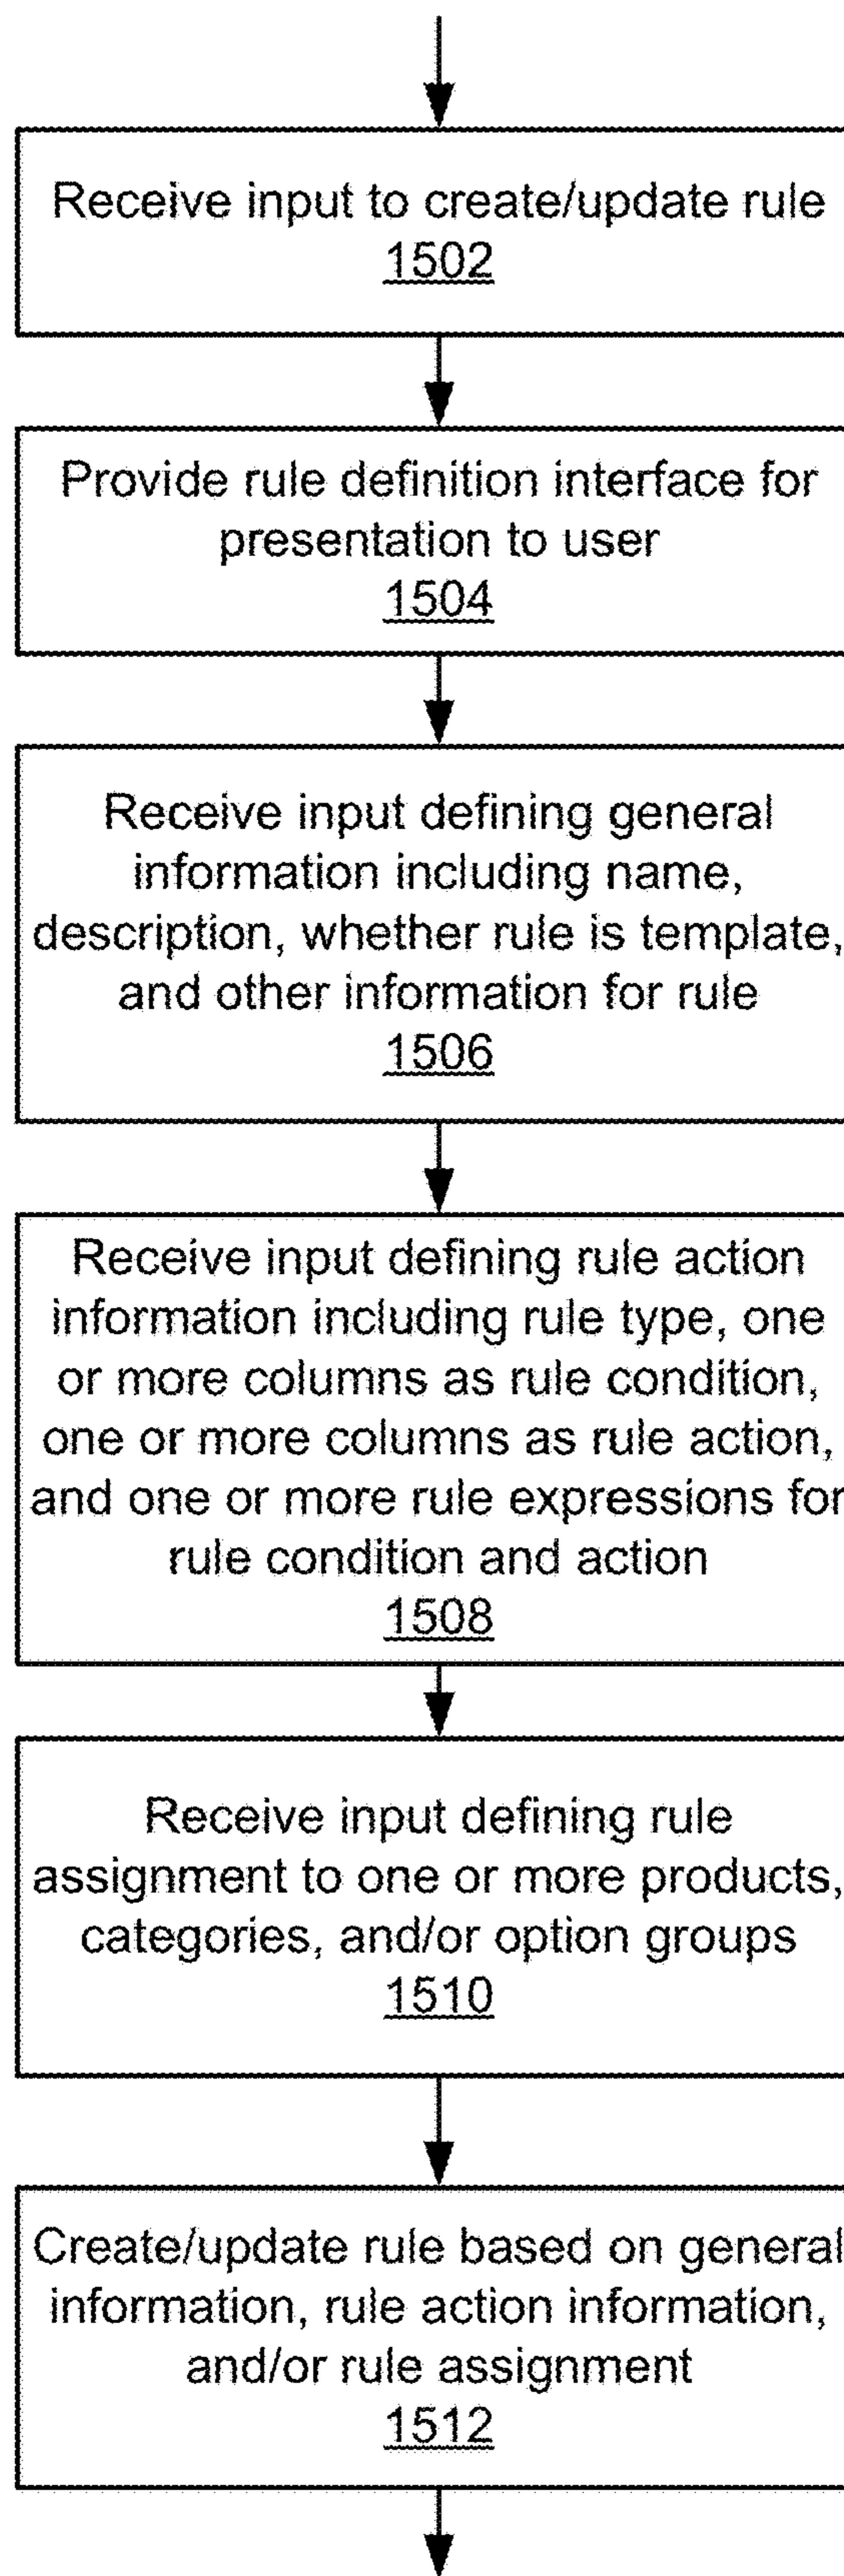 Receive input to create/update rule
1502
Provide rule definition interface for
presentation to user
1504
Receive input defining general
information including name,
description, whether rule is template,
and other information for rule
1506
Receive input defining rule action
information including rule type, one
or more columns as rule condition,
one or more columns as rule action,
and one or more rule expressions for
rule condition and action
1508
Receive input defining rule
assignment to one or more products,
categories, and/or option groups
1510
Create/update rule based on general
information, rule action information,
and/or rule assignment
1512